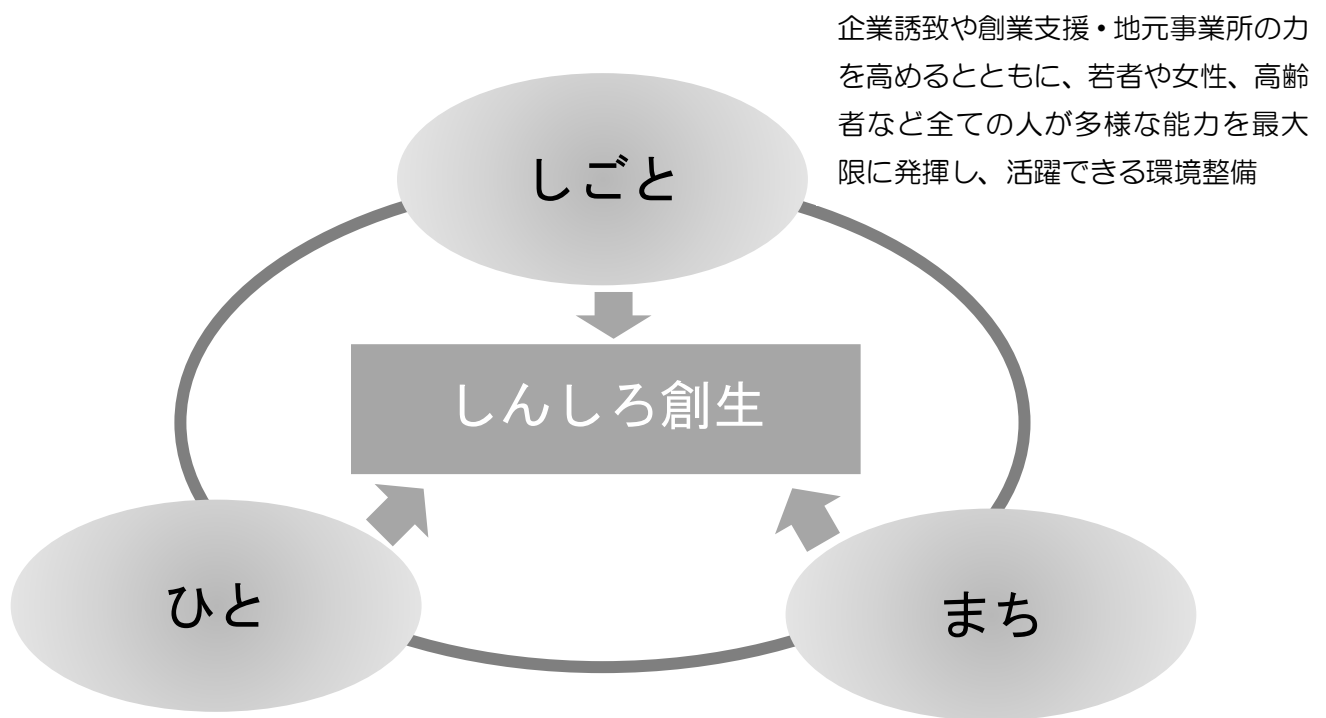 企業誘致や創業支援・地元事業所の力
を高めるとともに、若者や女性、高齢
者など全ての人が多様な能力を最大
限に発揮し、活躍できる環境整備
しごと
しんしろ創生
ひと
まち